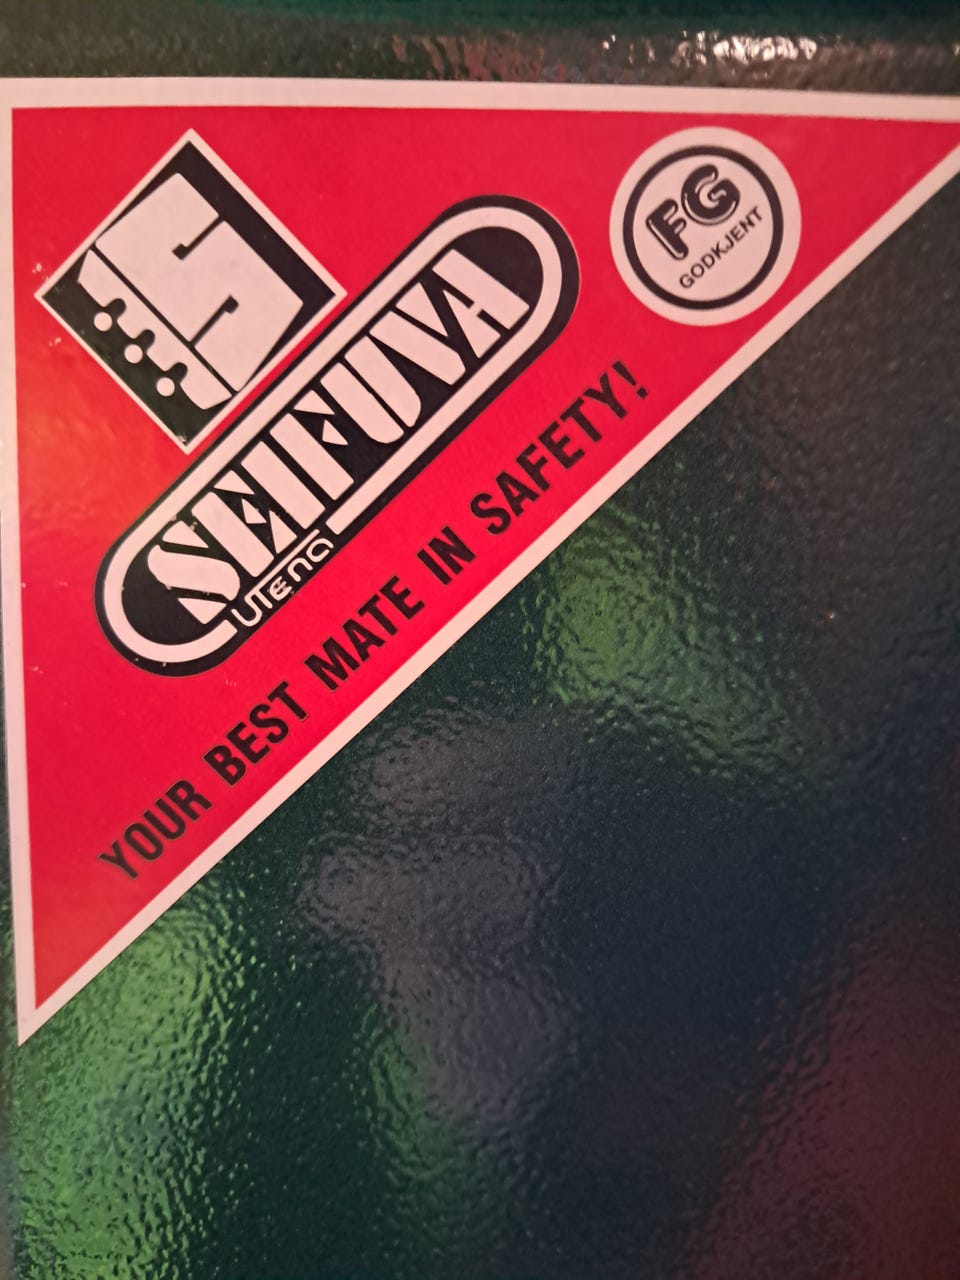 SEIFUVA
UTENA
FG
GODKJENT
YOUR BEST MATE IN SAFETY!